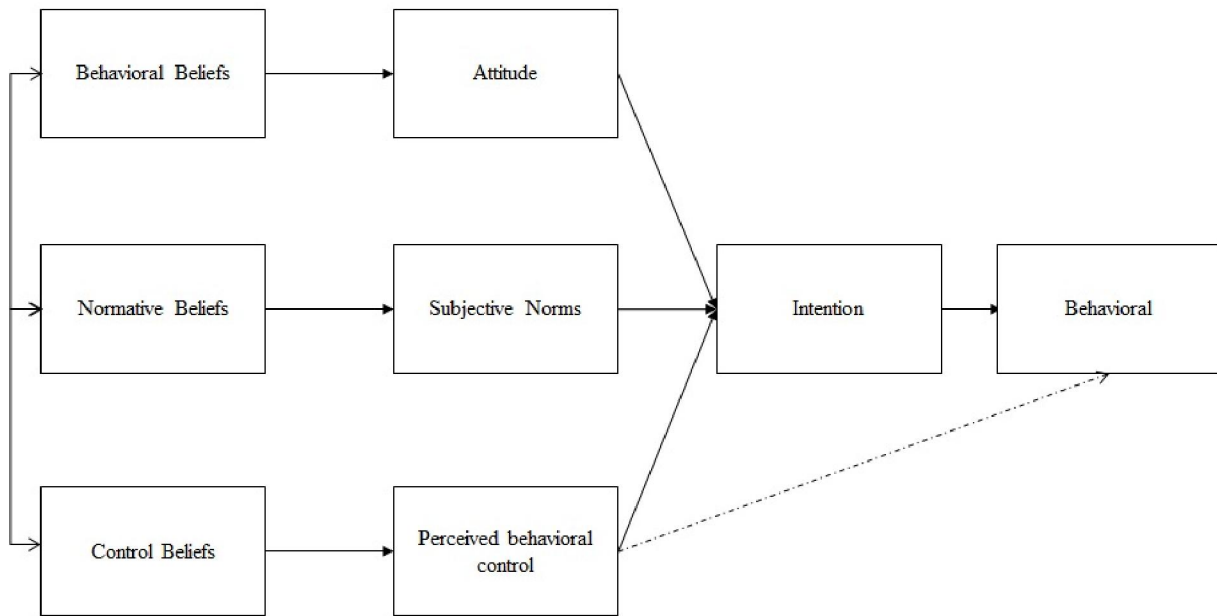 Behavioral Beliefs
Attitude
Normative Beliefs
Subjective Norms
Intention
Behavioral
Control Beliefs
Perceived behavioral
control